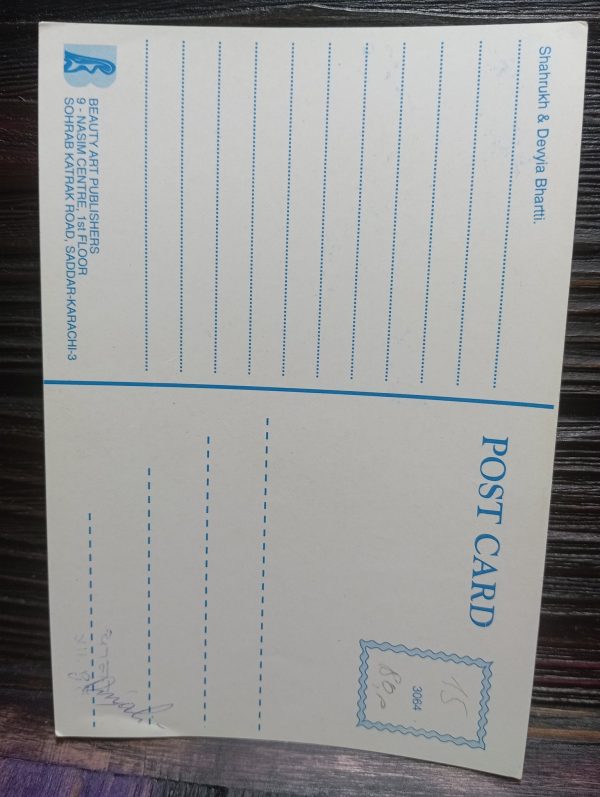 Shahrukh & Devyia Bhartti.
BEAUTY ART PUBLISHERS
9 - NASIM CENTRE, 1st FLOOR
SOHRAB KATRAK ROAD, SADDAR-KARACHI-3
POST CARD
15
3064